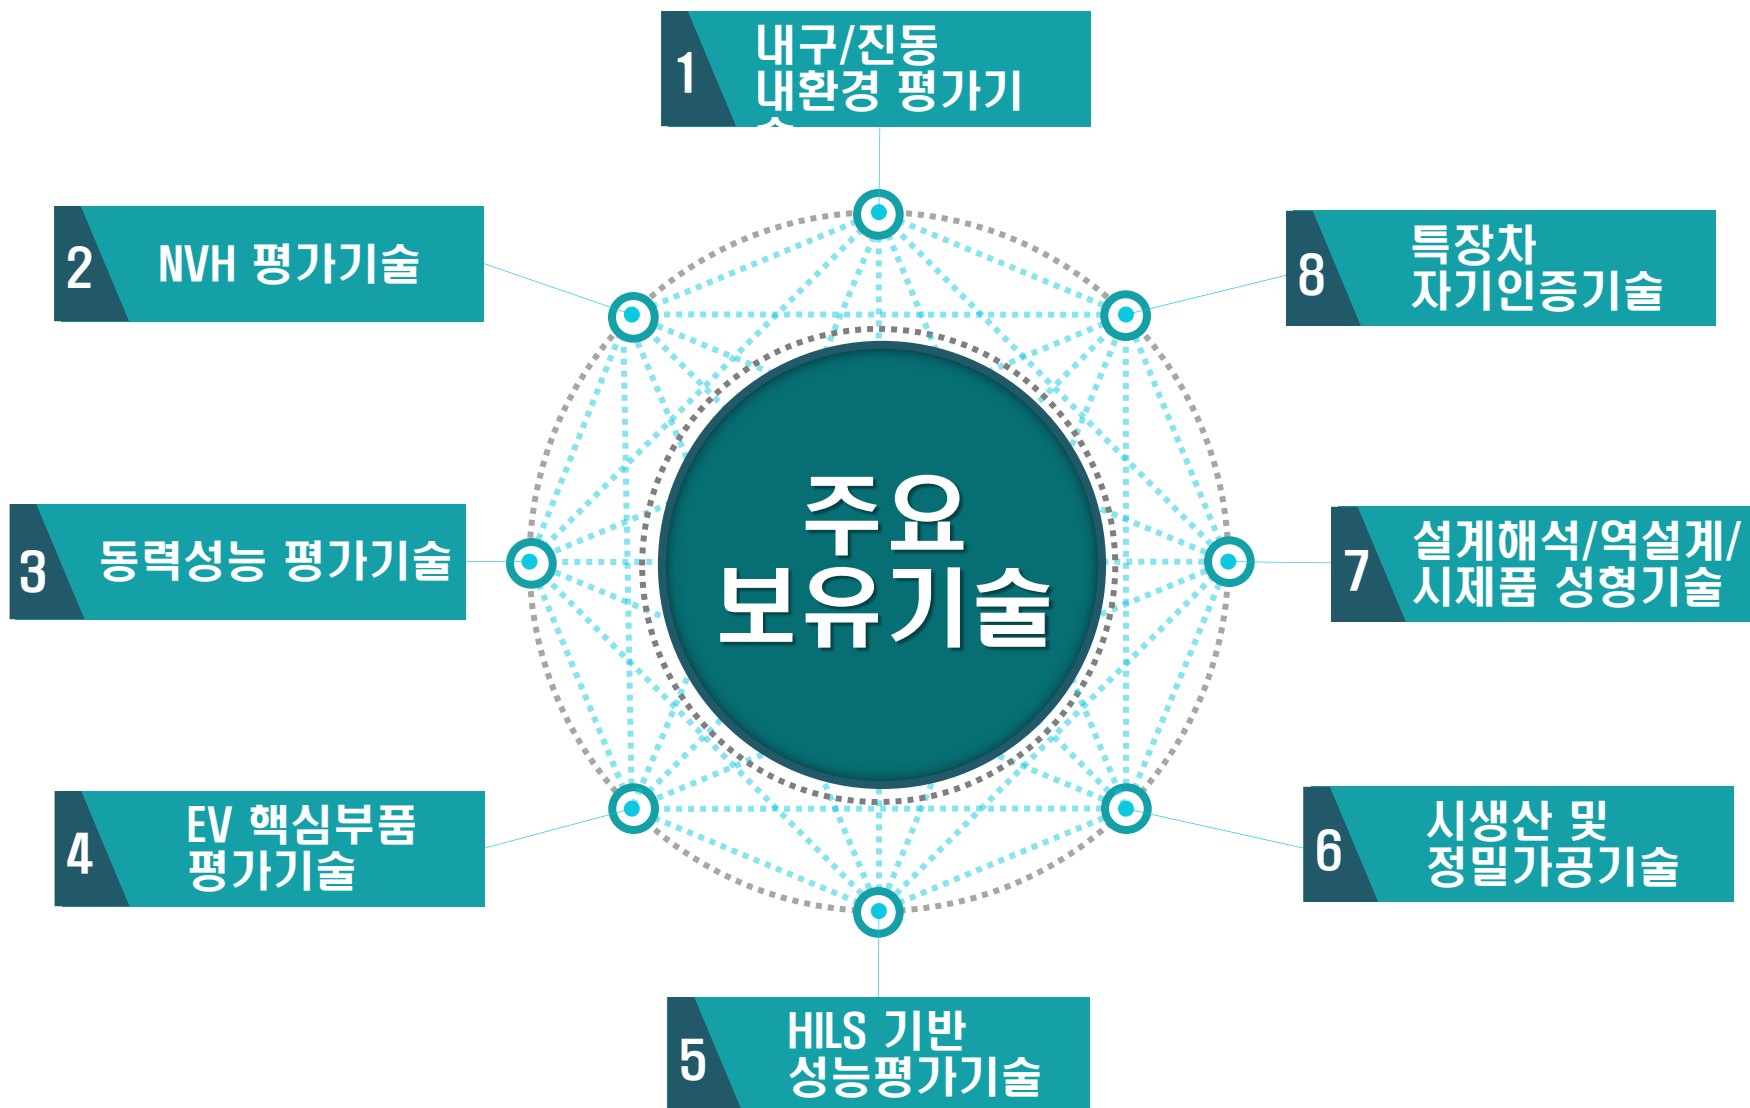 1
내구/진동
내환경 평가기
2
NVH 평가기술
3
동력성능 평가기술
4
EV 핵심부품
평가기술
5
HILS 기반
성능평가기술
6
시생산 및
정밀가공기술
7
설계해석/역설계/
시제품 성형기술
8
특장차
자기인증기술
주요
보유기술